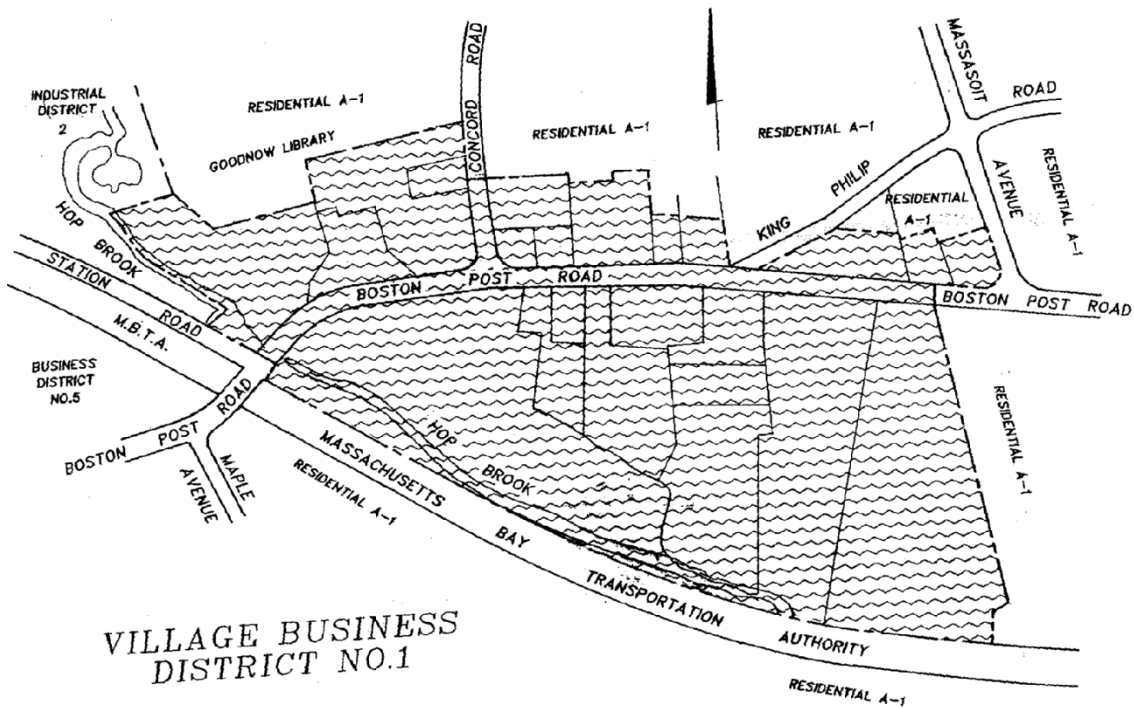 INDUSTRIAL
DISTRICT
2
RESIDENTIAL A-1
GOODNOW LIBRARY
CONCORD ROAD
RESIDENTIAL A-1
RESIDENTIAL A-1
MASSASOIT
AVENUE
KING PHILIP ROAD
RESIDENTIAL
A-1
RESIDENTIAL A-1
HOP BROOK
STATION ROAD
M.B.T.A.
BOSTON POST ROAD
BOSTON POST ROAD
BUSINESS
DISTRICT
NO.5
BOSTON POST ROAD
MAPLE
AVENUE
HOP BROOK
RESIDENTIAL A-1
RESIDENTIAL A-1
MASSACHUSETTS BAY TRANSPORTATION AUTHORITY
RESIDENTIAL A-1
VILLAGE BUSINESS
DISTRICT NO.1